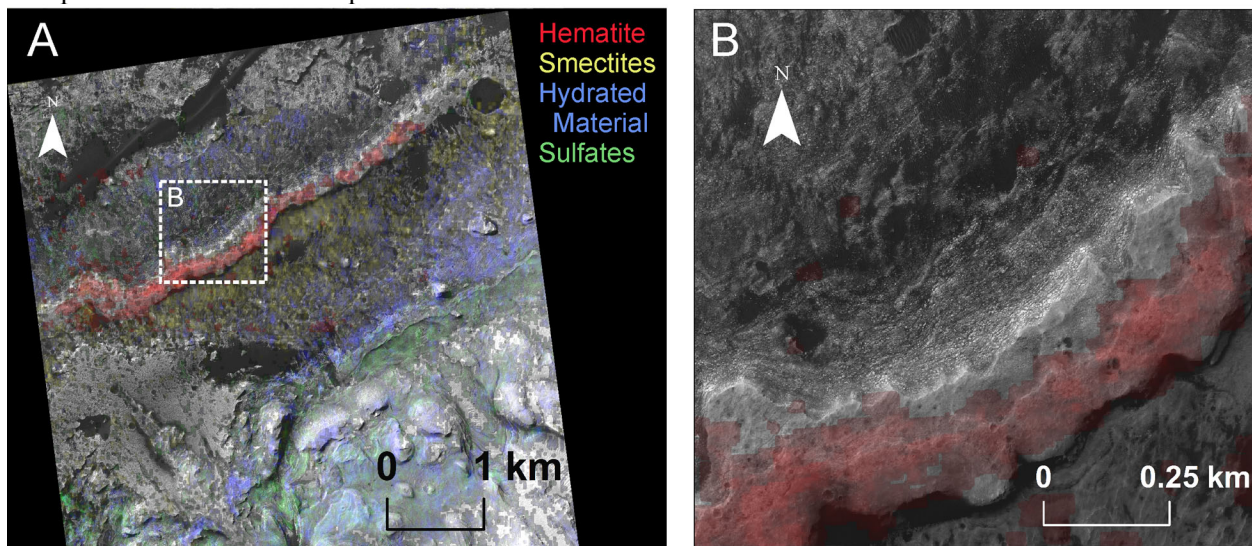 A
Hematite
Smectites
Hydrated
Material
Sulfates
N
B
0 1 km
B
N
0 0.25 km